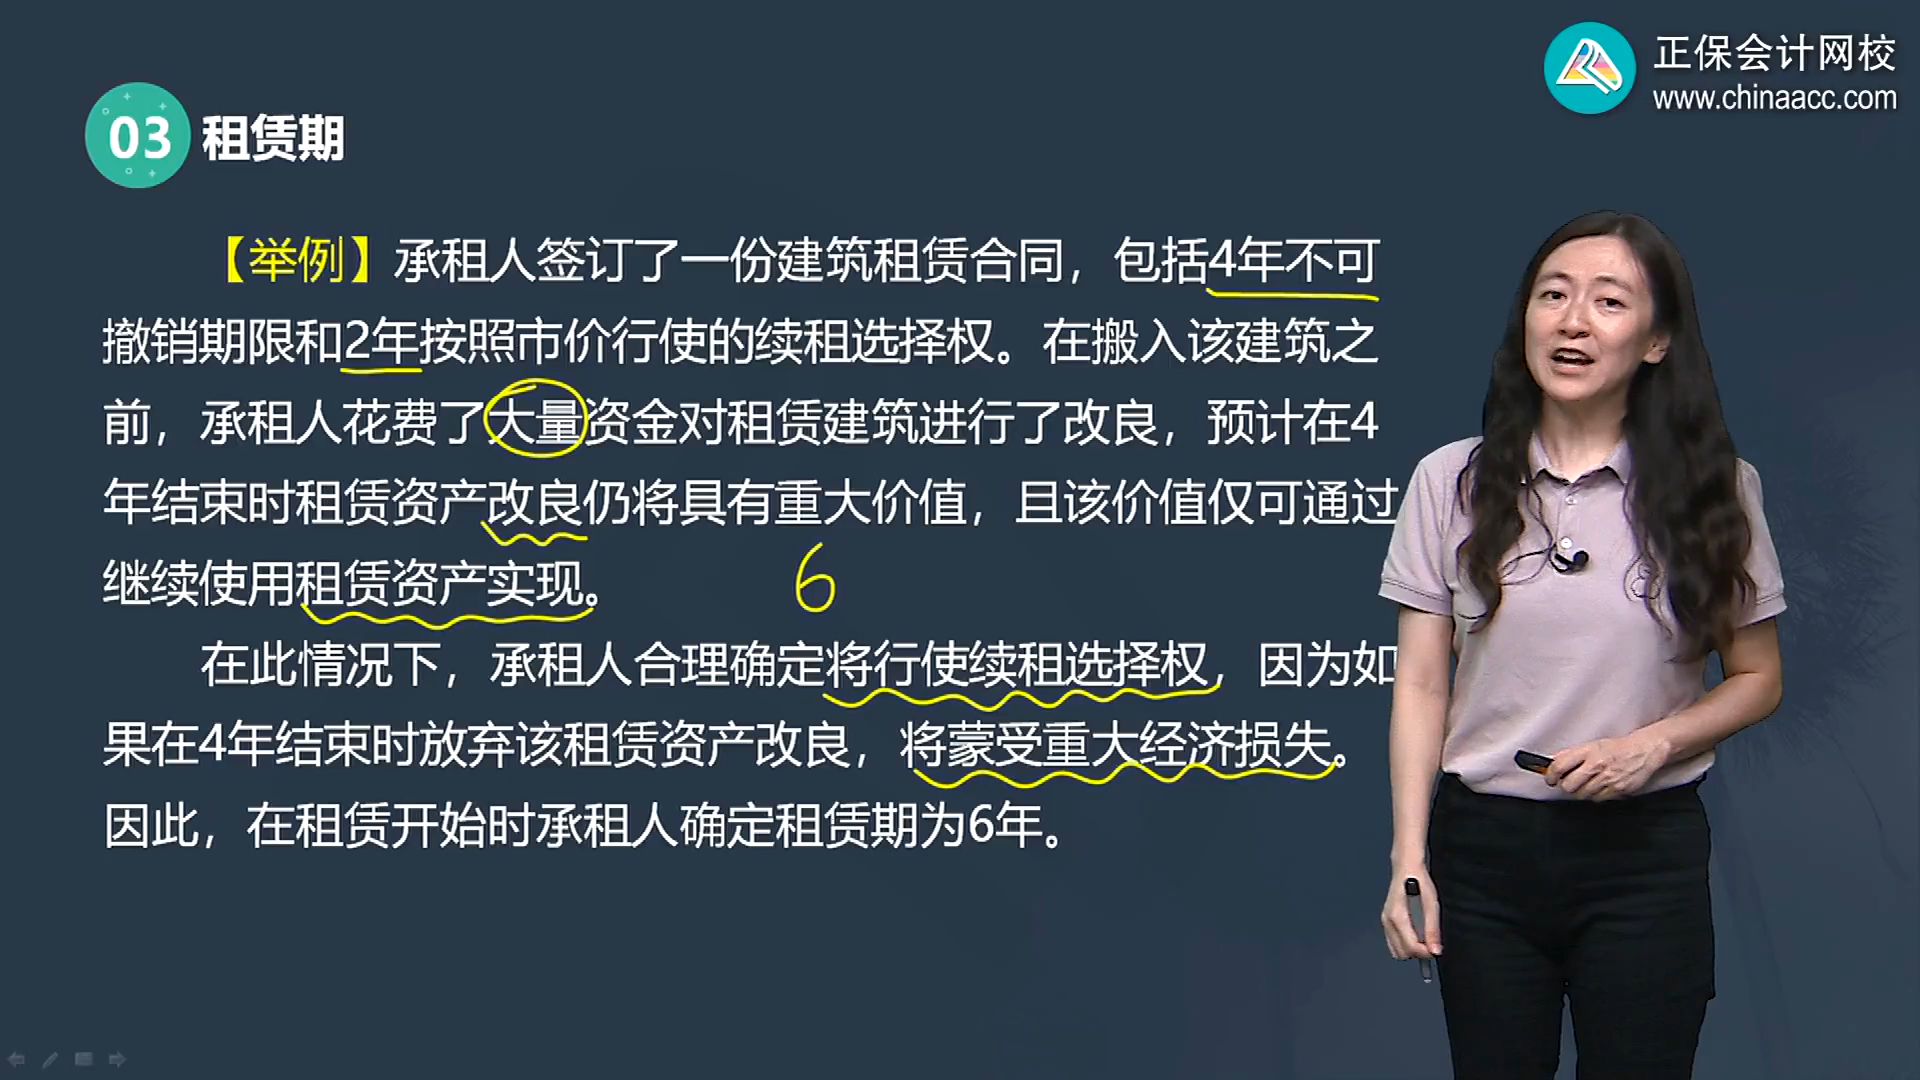 正保会计网校
www.chinaacc.com
03 租赁期
【举例】承租人签订了一份建筑租赁合同，包括4年不可
撤销期限和2年按照市价行使的续租选择权。在搬入该建筑之
前，承租人花费了大量资金对租赁建筑进行了改良，预计在4
年结束时租赁资产改良仍将具有重大价值，且该价值仅可通过
继续使用租赁资产实现。
6
在此情况下，承租人合理确定将行使续租选择权，因为如
果在4年结束时放弃该租赁资产改良，将蒙受重大经济损失。
因此，在租赁开始时承租人确定租赁期为6年。